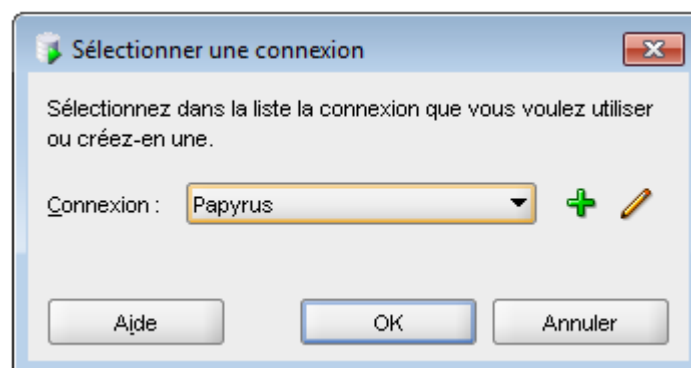 Sélectionner une connexion
Sélectionnez dans la liste la connexion que vous voulez utiliser
ou créez-en une.
Connexion : Papyrus
Aide OK Annuler